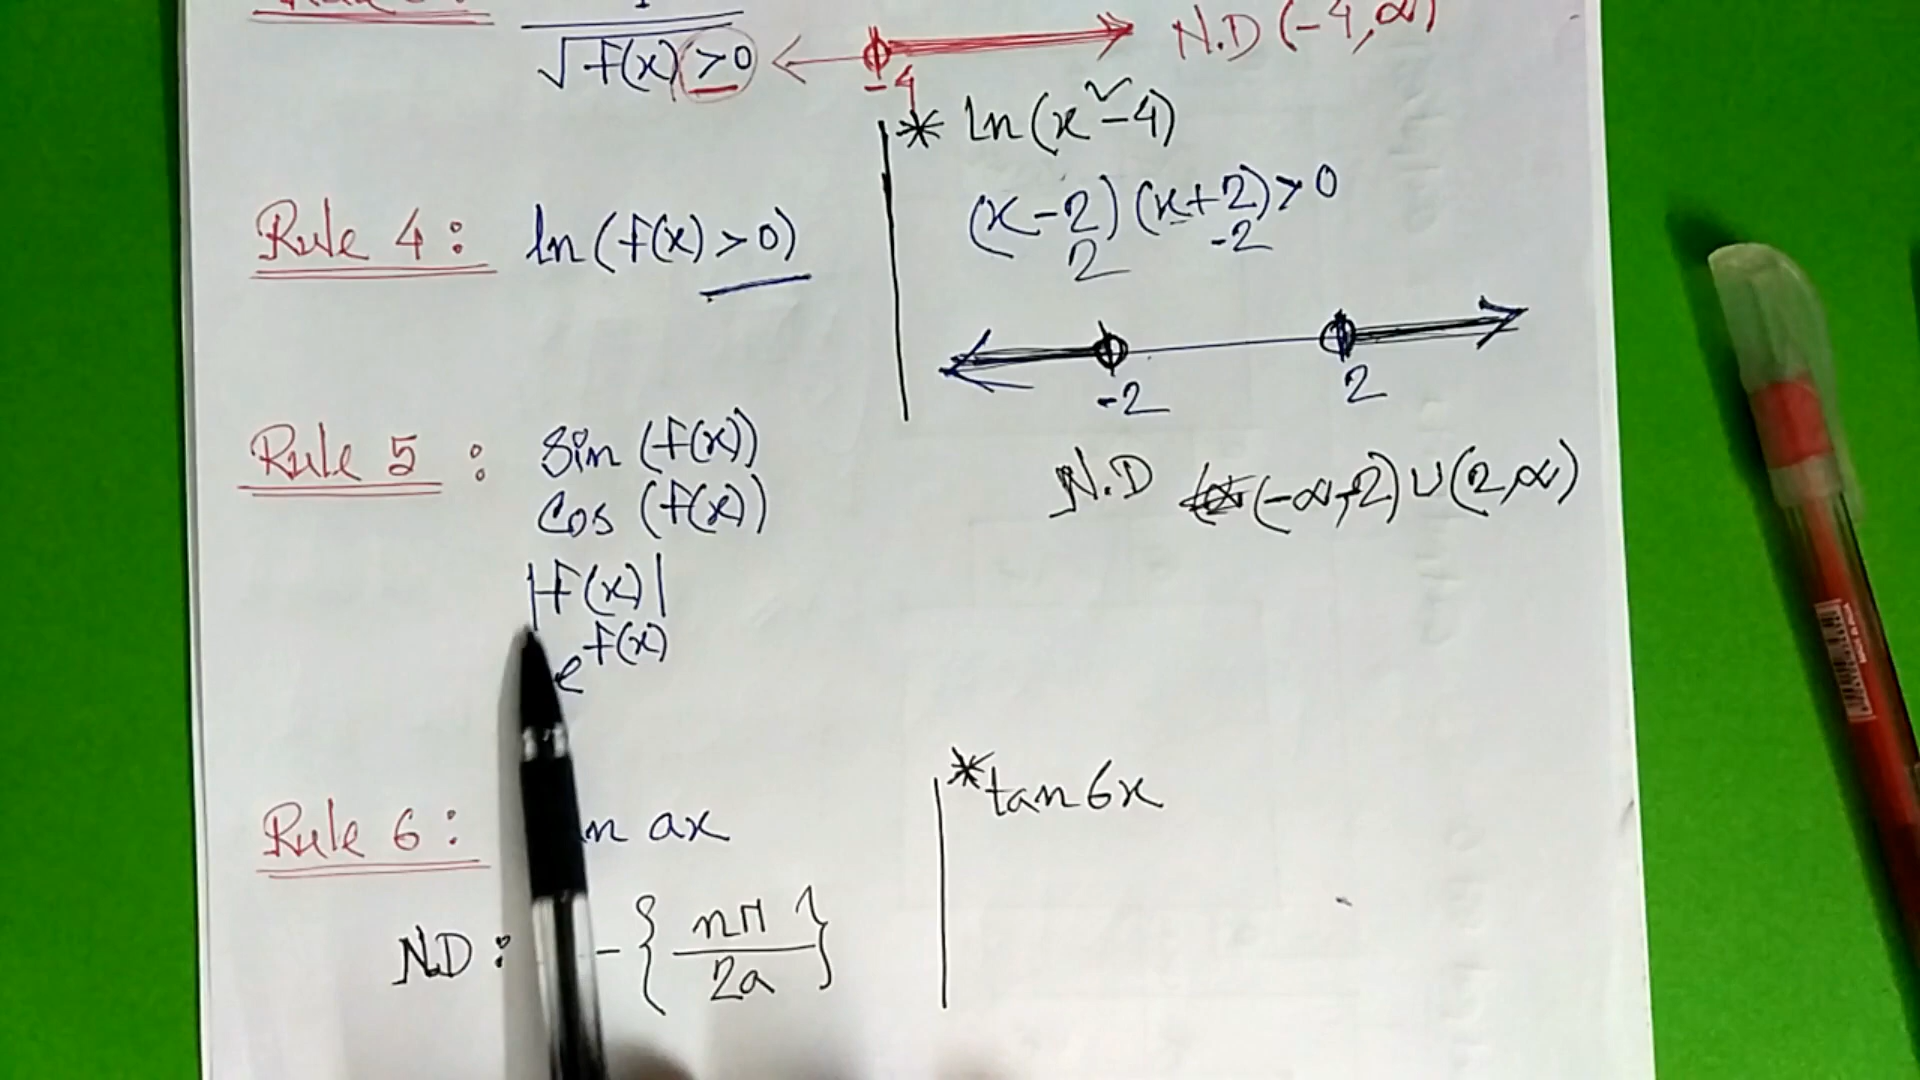 √f(x) >0
-4
N.D (-4,∞)
* ln(x²-4)
(x-2)(x+2)>0
2 -2
Rule 4: ln(f(x)>0)
-2 2
N.D (-∞,-2)∪(2,∞)
Rule 5: Sin (f(x))
Cos (f(x))
|f(x)|
e^f(x)
Rule 6: ax
N.D: - {nπ/2a}
* tan 6x